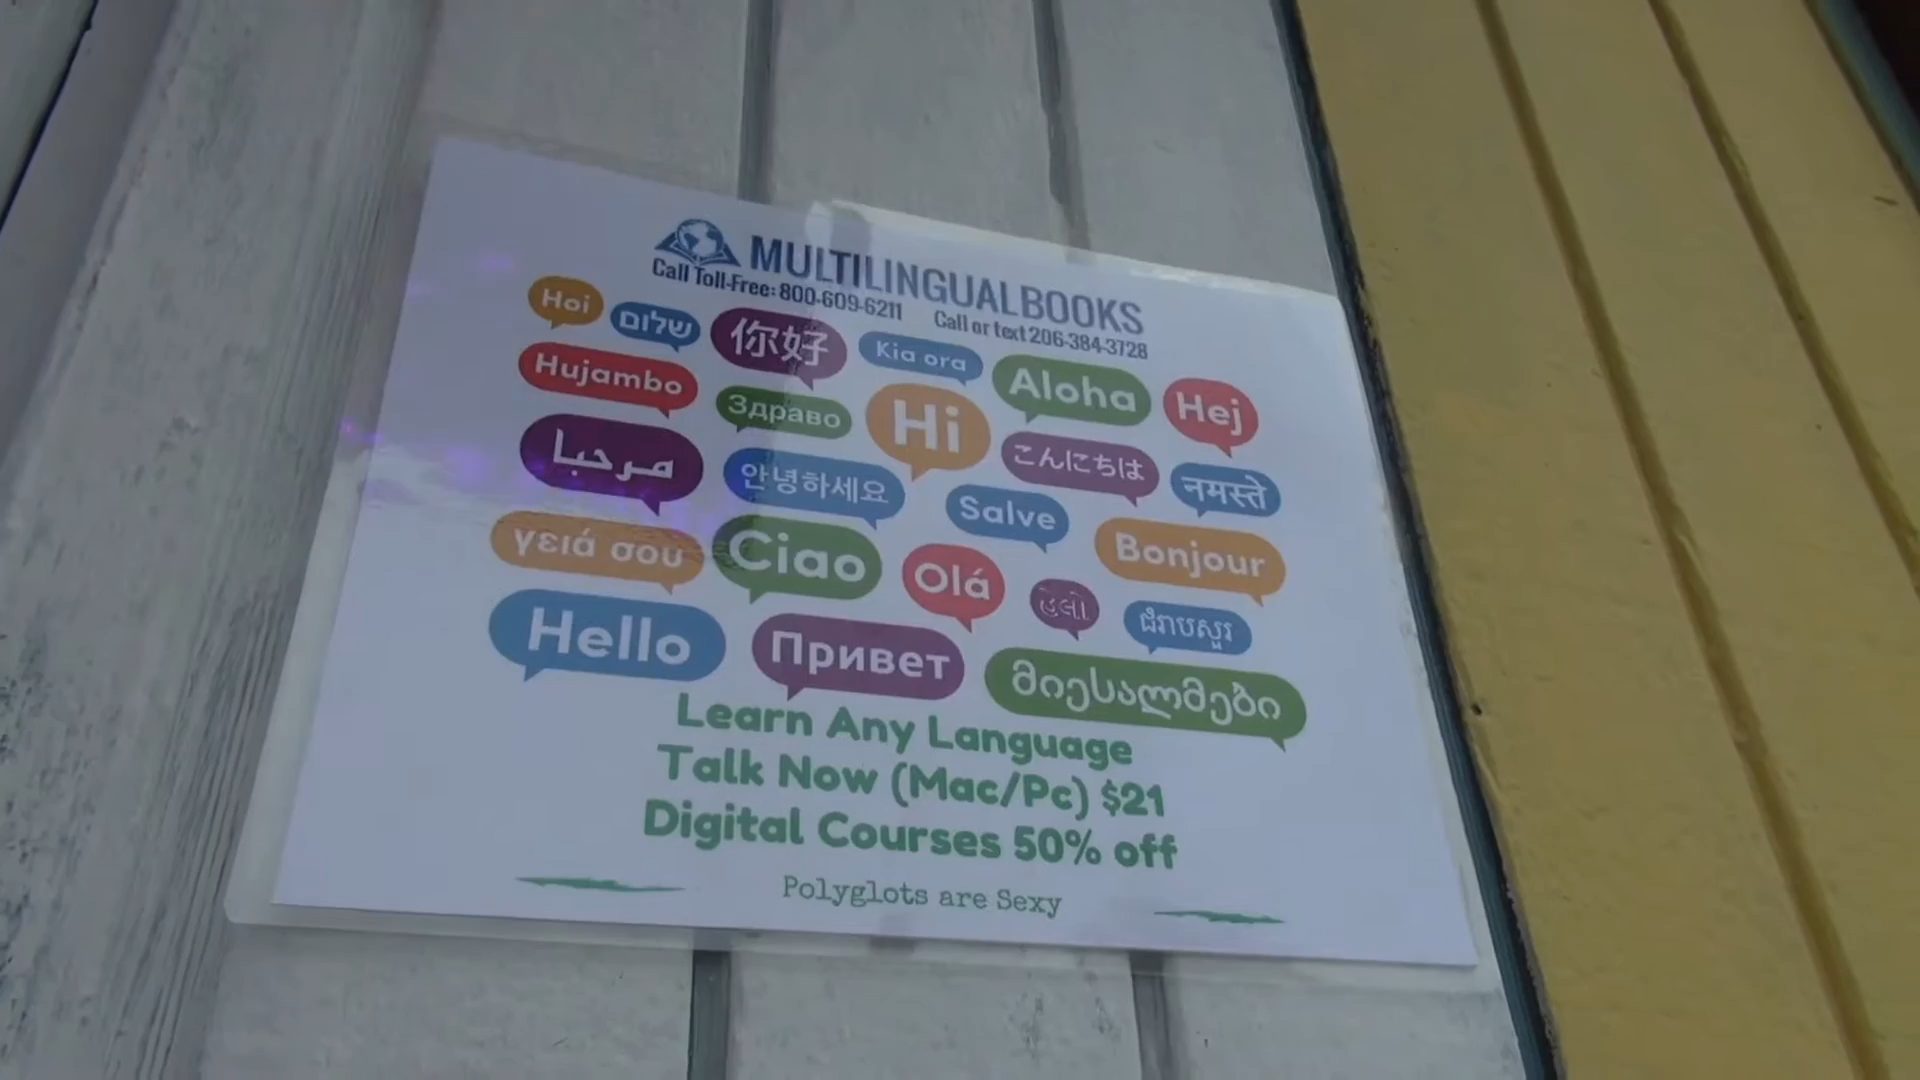 MULTILINGUALBOOKS
Call Toll-Free: 800-609-6211 Call or text 206-384-3728
Hoi
שלום
你好
Kia ora
Aloha
Hej
Hujambo
Здраво
Hi
こんにちは
नमस्ते
مرحبا
안녕하세요
Salve
Bonjour
γειά σου
Ciao
Olá
હેલો
ជំរាបសួរ
Hello
Привет
მიესალმები
Learn Any Language
Talk Now (Mac/Pc) $21
Digital Courses 50% off
Polyglots are Sexy